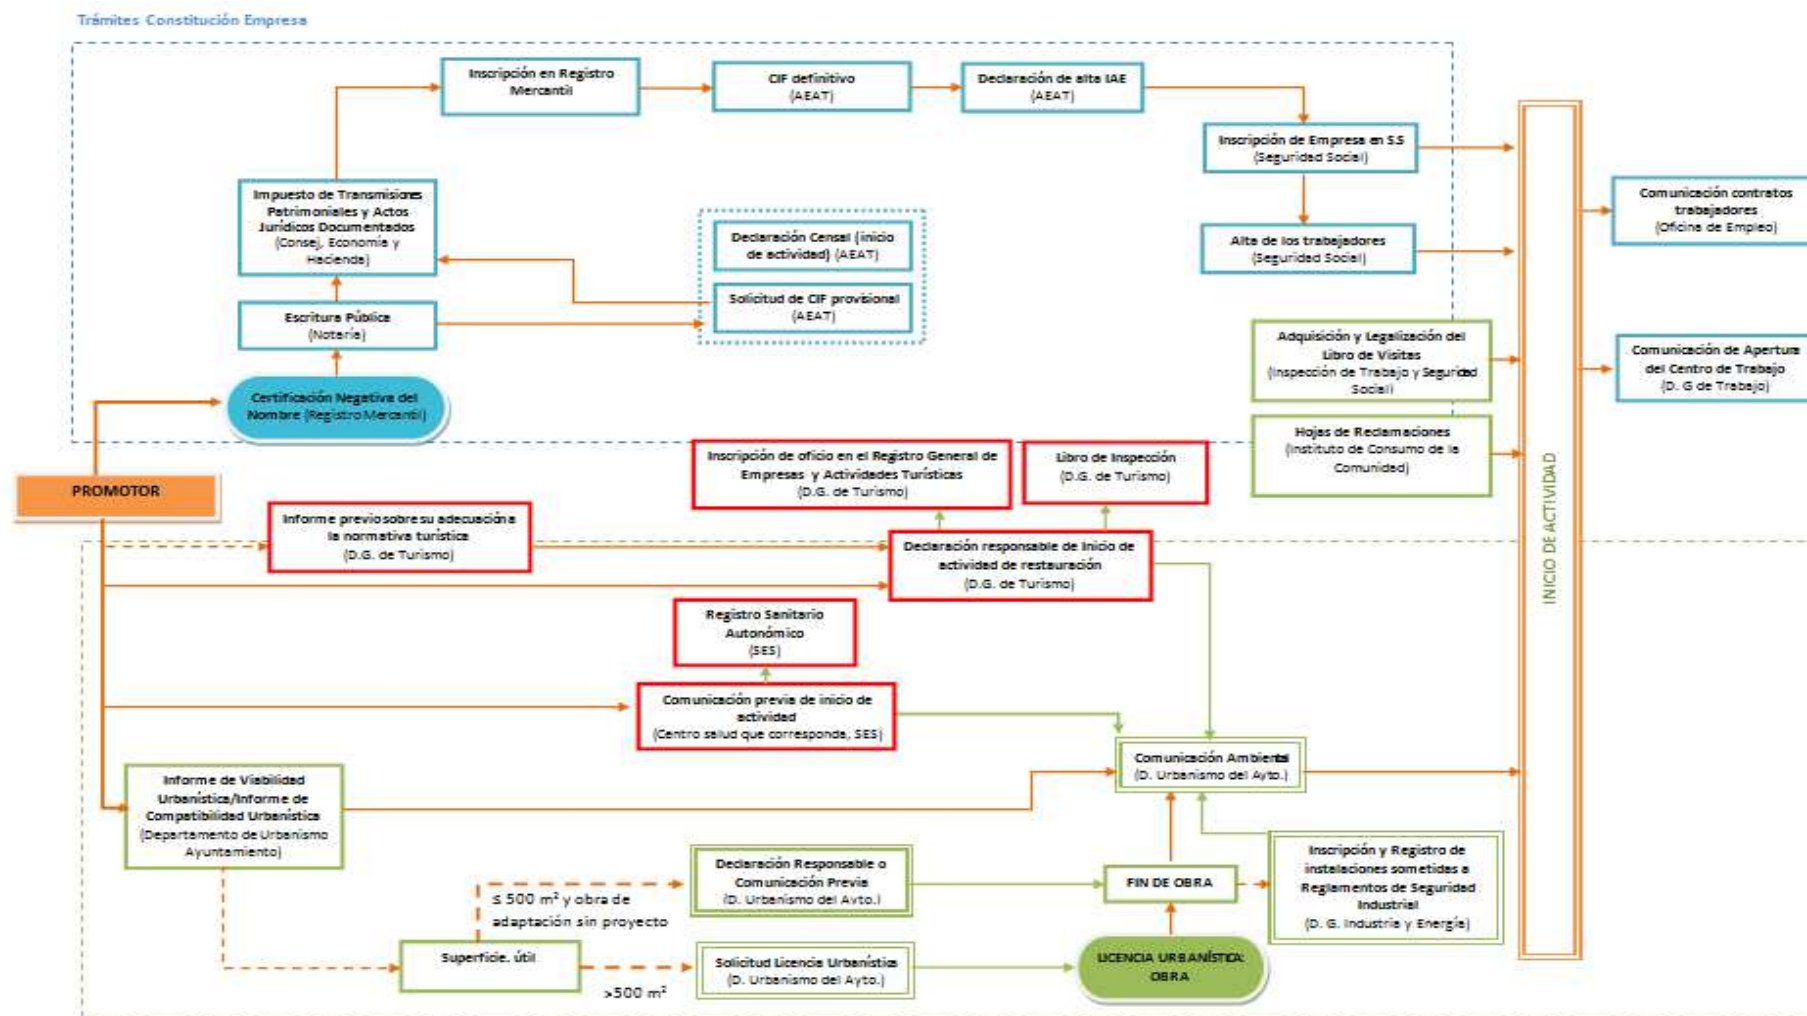 Trámites Constitución Empresa
Inscripción en Registro
Mercantil
CIF definitivo
(AEAT)
Declaración de alta IAE
(AEAT)
Inscripción de Empresa en S.S
(Seguridad Social)
Impuesto de Transmisiones
Patrimoniales y Actos
Jurídicos Documentados
(Consej, Economía y
Hacienda)
Declaración Censal (inicio
de actividad) (AEAT)
Solicitud de CIF provisional
(AEAT)
Alta de los trabajadores
(Seguridad Social)
Comunicación contratos
trabajadores
(Oficina de Empleo)
Escritura Pública
(Notaría)
Certificación Negativa del
Nombre (Registro Mercantil)
Adquisición y Legalización del
Libro de Visitas
(Inspección de Trabajo y Seguridad
Social)
Comunicación de Apertura
del Centro de Trabajo
(D. G de Trabajo)
Hojas de Reclamaciones
(Instituto de Consumo de la
Comunidad)
INICIO DE ACTIVIDAD
PROMOTOR
Inscripción de oficio en el Registro General de
Empresas y Actividades Turísticas
(D.G. de Turismo)
Libro de Inspección
(D.G. de Turismo)
Informe previo sobre su adecuación a
la normativa turística
(D.G. de Turismo)
Declaración responsable de Inicio de
actividad de restauración
(D.G. de Turismo)
Registro Sanitario
Autonómico
(SES)
Comunicación previa de inicio de
actividad
(Centro salud que corresponda, SES)
Comunicación Ambiental
(D. Urbanismo del Ayto.)
Informe de Viabilidad
Urbanística/Informe de
Compatibilidad Urbanística
(Departamento de Urbanismo
Ayuntamiento)
≤ 500 m² y obra de
adaptación sin proyecto
Declaración Responsable o
Comunicación Previa
(D. Urbanismo del Ayto.)
FIN DE OBRA
Inscripción y Registro de
instalaciones sometidas a
Reglamentos de Seguridad
Industrial
(D. G. Industria y Energía)
Superficie. útil
>500 m²
Solicitud Licencia Urbanística
(D. Urbanismo del Ayto.)
LICENCIA URBANÍSTICA:
OBRA